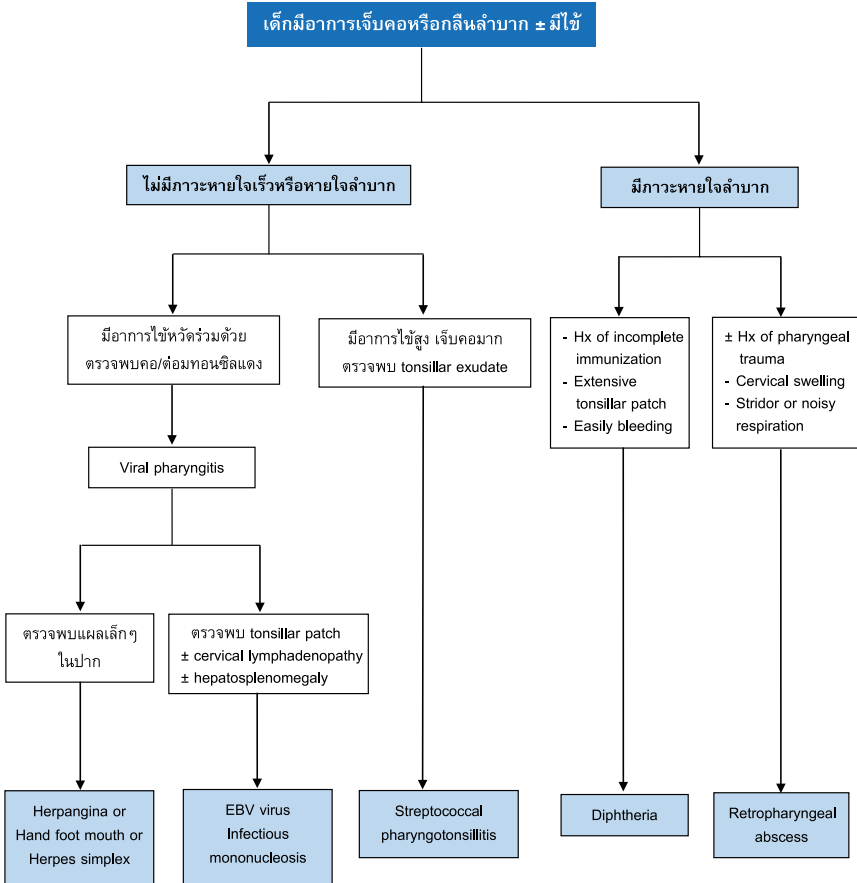 เด็กมีอาการเจ็บคอหรือกลืนลำบาก ± มีไข้
ไม่มีภาวะหายใจเร็วหรือหายใจลำบาก
มีภาวะหายใจลำบาก
มีอาการไข้หวัดร่วมด้วย
ตรวจพบคอ/ต่อมทอนซิลแดง
มีอาการไข้สูง เจ็บคอมาก
ตรวจพบ tonsillar exudate
- Hx of incomplete
immunization
- Extensive
tonsillar patch
- Easily bleeding
± Hx of pharyngeal
trauma
- Cervical swelling
- Stridor or noisy
respiration
Viral pharyngitis
ตรวจพบแผลเล็กๆ
ในปาก
ตรวจพบ tonsillar patch
± cervical lymphadenopathy
± hepatosplenomegaly
Herpangina or
Hand foot mouth or
Herpes simplex
EBV virus
Infectious
mononucleosis
Streptococcal
pharyngotonsillitis
Diphtheria
Retropharyngeal
abscess